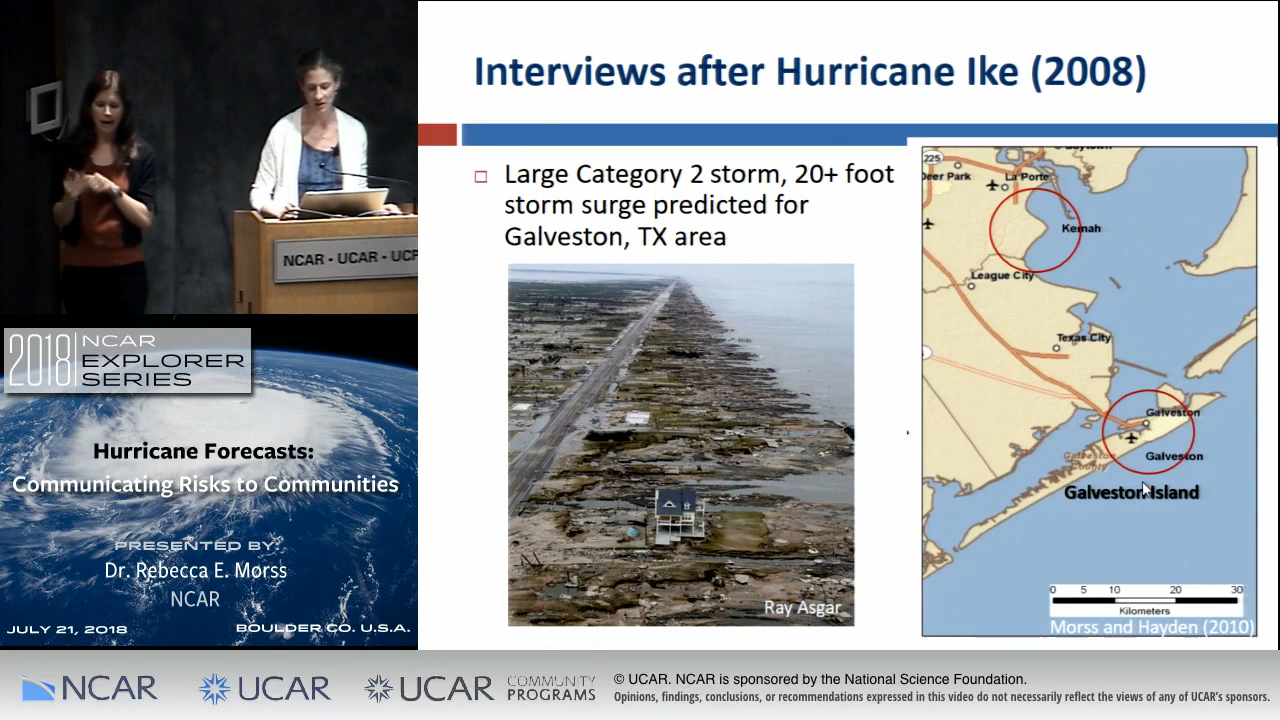 NCAR • UCAR • UCP
2018
NCAR
EXPLORER
SERIES
Hurricane Forecasts:
Communicating Risks to Communities
PRESENTED BY:
Dr. Rebecca E. Morss
NCAR
JULY 21, 2018
BOULDER CO. U.S.A.
Interviews after Hurricane Ike (2008)
Large Category 2 storm, 20+ foot
storm surge predicted for
Galveston, TX area
Ray Asgar
Baytown
225
Deer Park
La Porte
Kemah
League City
Texas City
Galveston
Galveston
County
Galveston
Galveston Island
0 5 10 20 30
Kilometers
Morss and Hayden (2010)
NCAR
UCAR
UCAR
COMMUNITY
PROGRAMS
© UCAR. NCAR is sponsored by the National Science Foundation.
Opinions, findings, conclusions, or recommendations expressed in this video do not necessarily reflect the views of any of UCAR's sponsors.